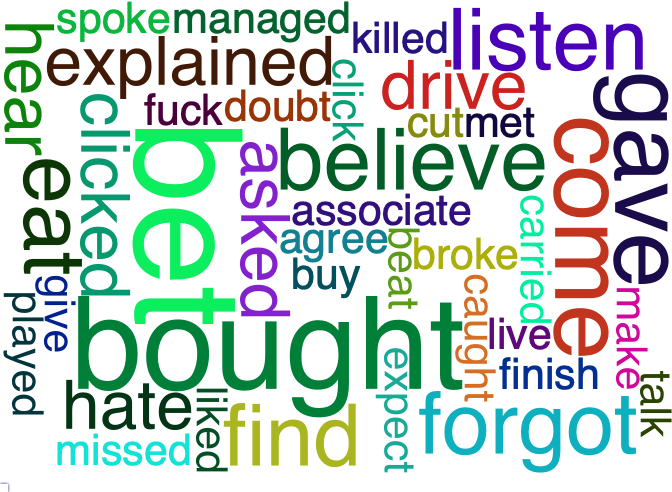 spoke managed
killed listen
hear
explained
click
drive
gave
fuck doubt
clicked
cut met
come
bet
believe
asked
eat
associate
carried
agree
beat
broke
buy
give
caught
played
bought
live
make
expect
finish
talk
hate
liked
find
forgot
missed